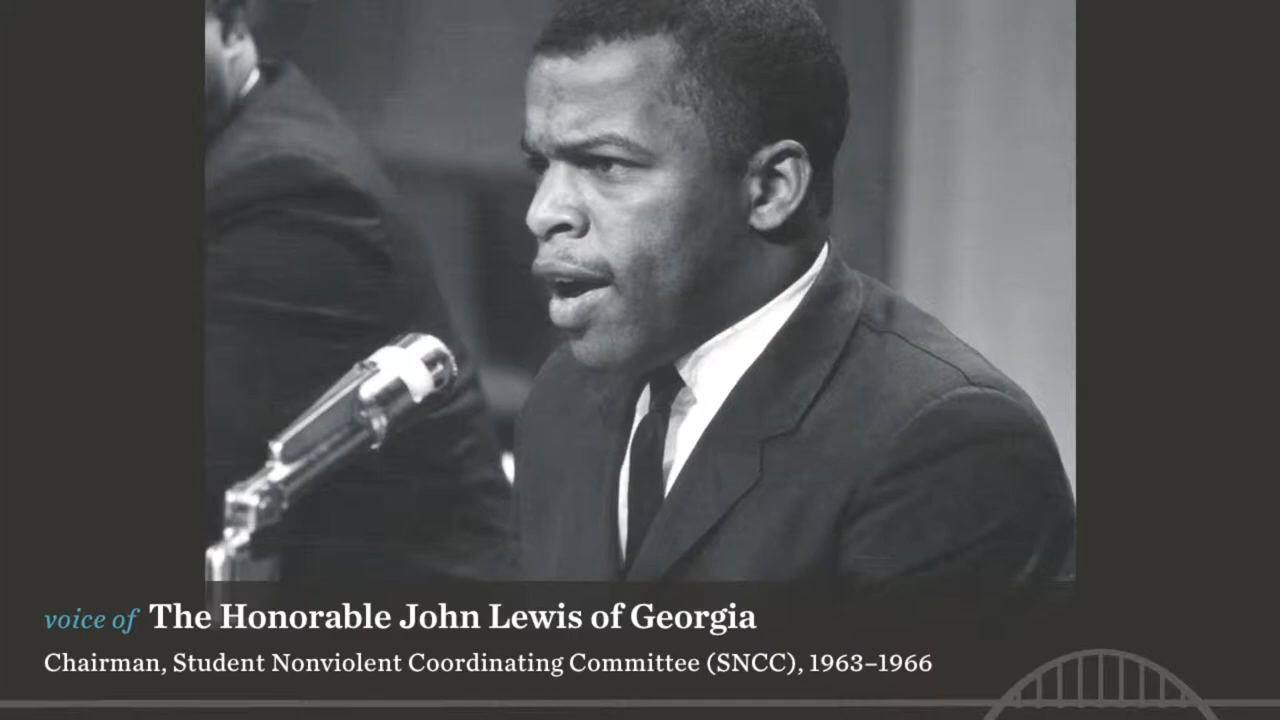 voice of The Honorable John Lewis of Georgia
Chairman, Student Nonviolent Coordinating Committee (SNCC), 1963–1966